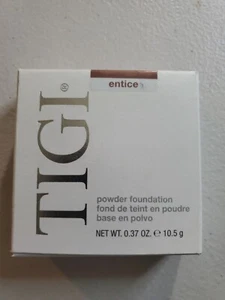 entice
TIGI®
powder foundation
fond de teint en poudre
base en polvo
NET WT. 0.37 OZ. ℮ 10.5 g